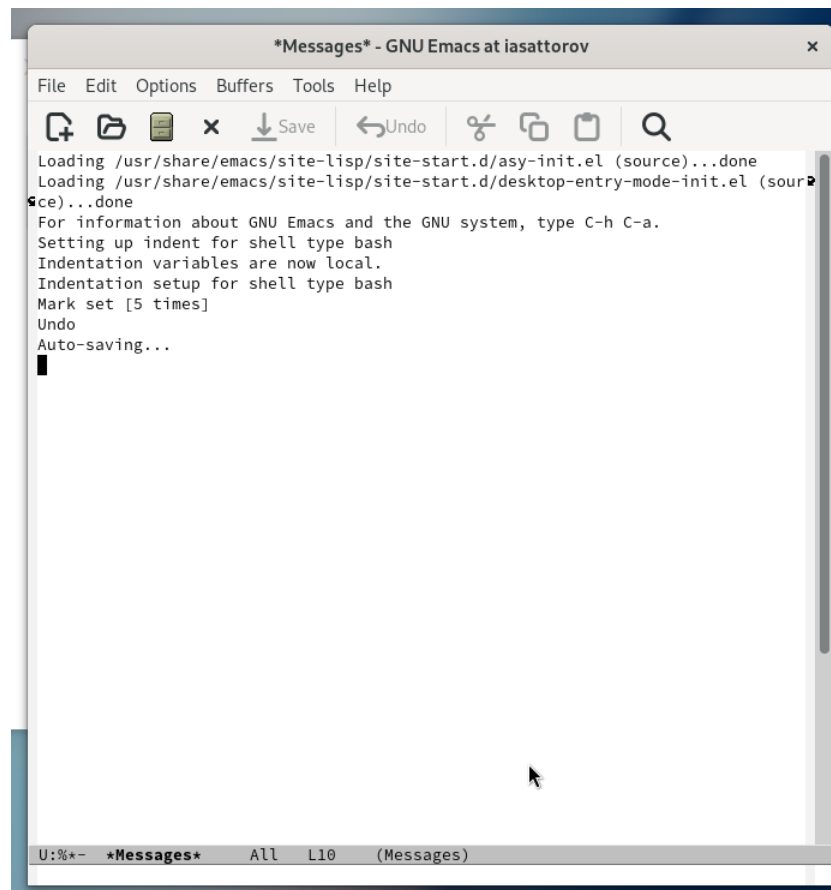 *Messages* - GNU Emacs at iasattorov
File Edit Options Buffers Tools Help
Save Undo
Loading /usr/share/emacs/site-lisp/site-start.d/asy-init.el (source)...done
Loading /usr/share/emacs/site-lisp/site-start.d/desktop-entry-mode-init.el (sour
ce)...done
For information about GNU Emacs and the GNU system, type C-h C-a.
Setting up indent for shell type bash
Indentation variables are now local.
Indentation setup for shell type bash
Mark set [5 times]
Undo
Auto-saving...
U:%*- *Messages* All L10 (Messages)